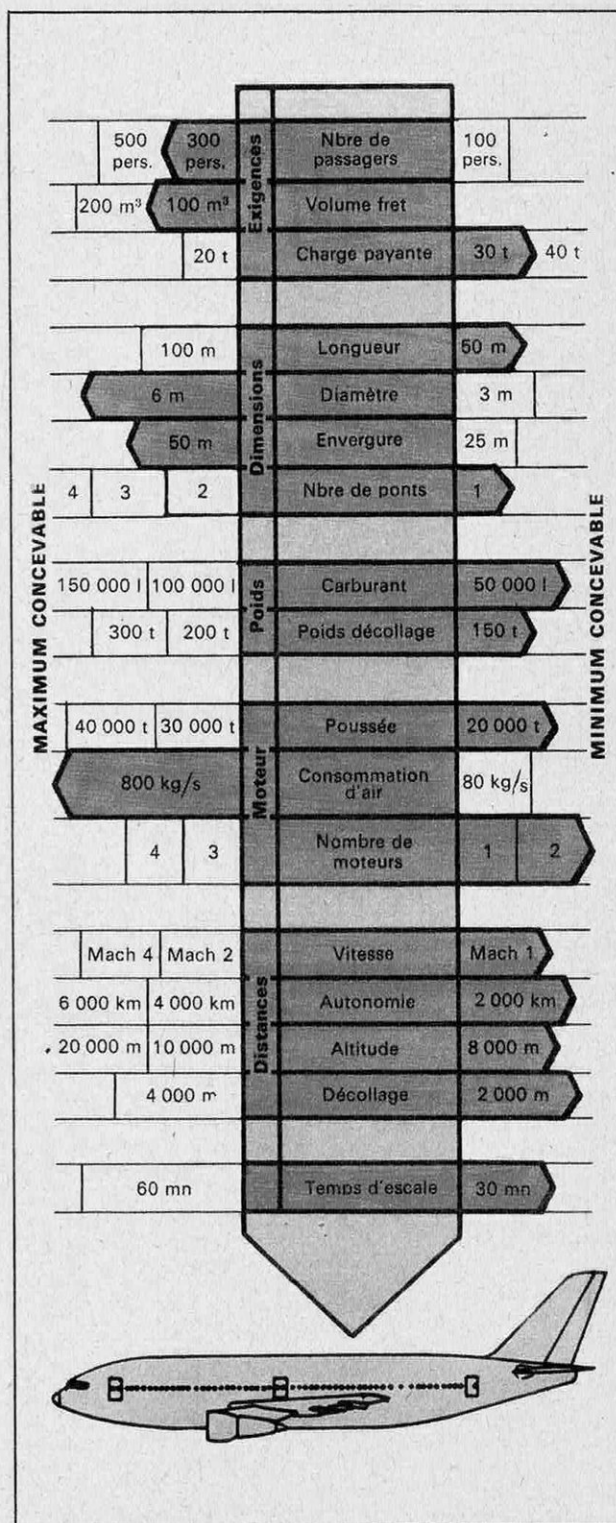 MAXIMUM CONCEVABLE
MINIMUM CONCEVABLE
Exigences
500 pers. 300 pers. Nbre de passagers 100 pers.
200 m³ 100 m³ Volume fret
20 t Charge payante 30 t 40 t
Dimensions
100 m Longueur 50 m
6 m Diamètre 3 m
50 m Envergure 25 m
4 3 2 Nbre de ponts 1
Poids
150 000 l 100 000 l Carburant 50 000 l
300 t 200 t Poids décollage 150 t
Moteur
40 000 t 30 000 t Poussée 20 000 t
800 kg/s Consommation d'air 80 kg/s
4 3 Nombre de moteurs 1 2
Distances
Mach 4 Mach 2 Vitesse Mach 1
6 000 km 4 000 km Autonomie 2 000 km
20 000 m 10 000 m Altitude 8 000 m
4 000 m Décollage 2 000 m
60 mn Temps d'escale 30 mn